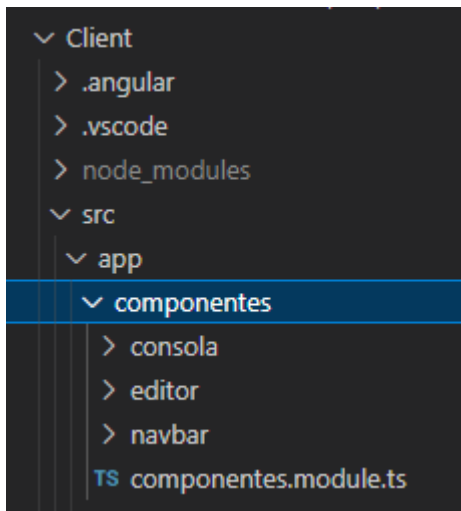 Client
.angular
.vscode
node_modules
src
app
componentes
consola
editor
navbar
TS componentes.module.ts